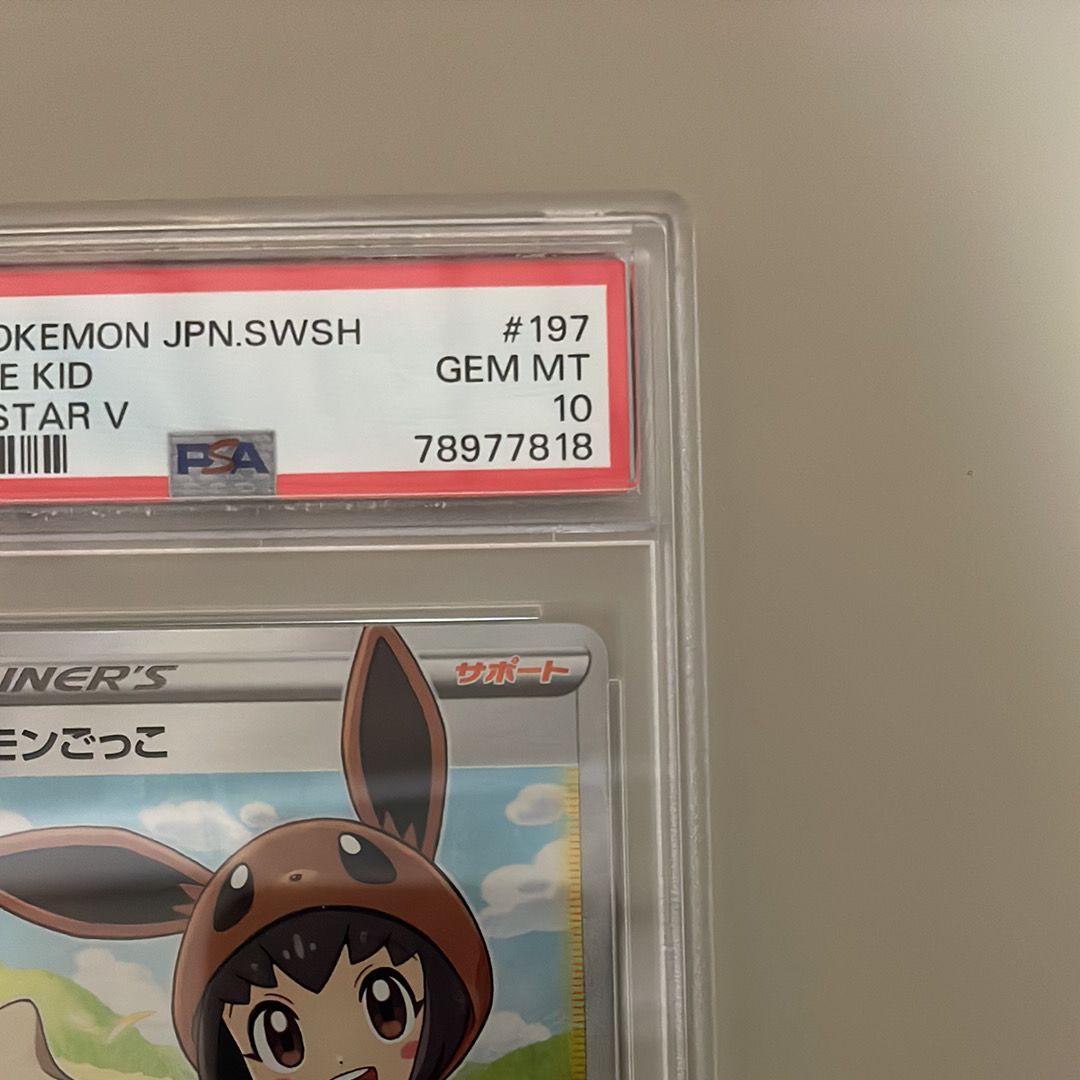 OKEMON JPN.SWSH #197
E KID GEM MT
STAR V 10
PSA 78977818
INER'S サポート
モンごっこ